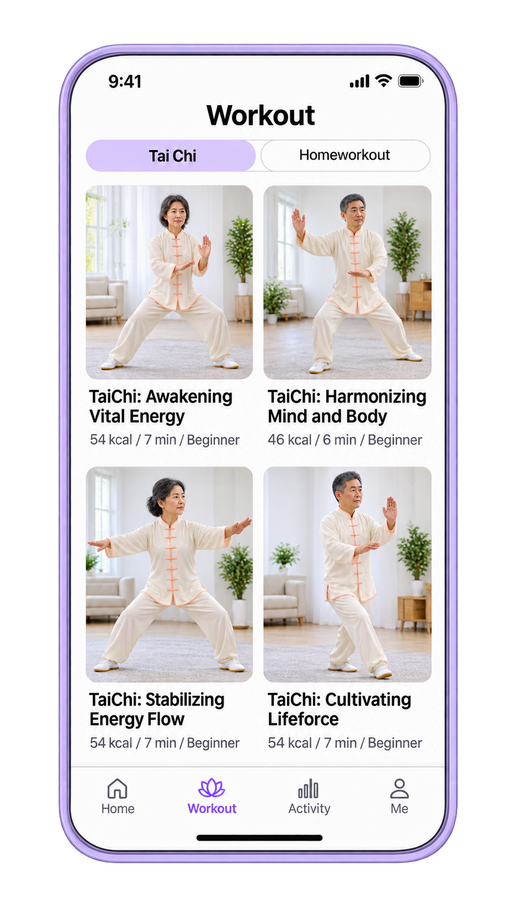 9:41
Workout
Tai Chi
Homeworkout
TaiChi: Awakening
Vital Energy
54 kcal / 7 min / Beginner
TaiChi: Harmonizing
Mind and Body
46 kcal / 6 min / Beginner
TaiChi: Stabilizing
Energy Flow
54 kcal / 7 min / Beginner
TaiChi: Cultivating
Lifeforce
54 kcal / 7 min / Beginner
Home
Workout
Activity
Me